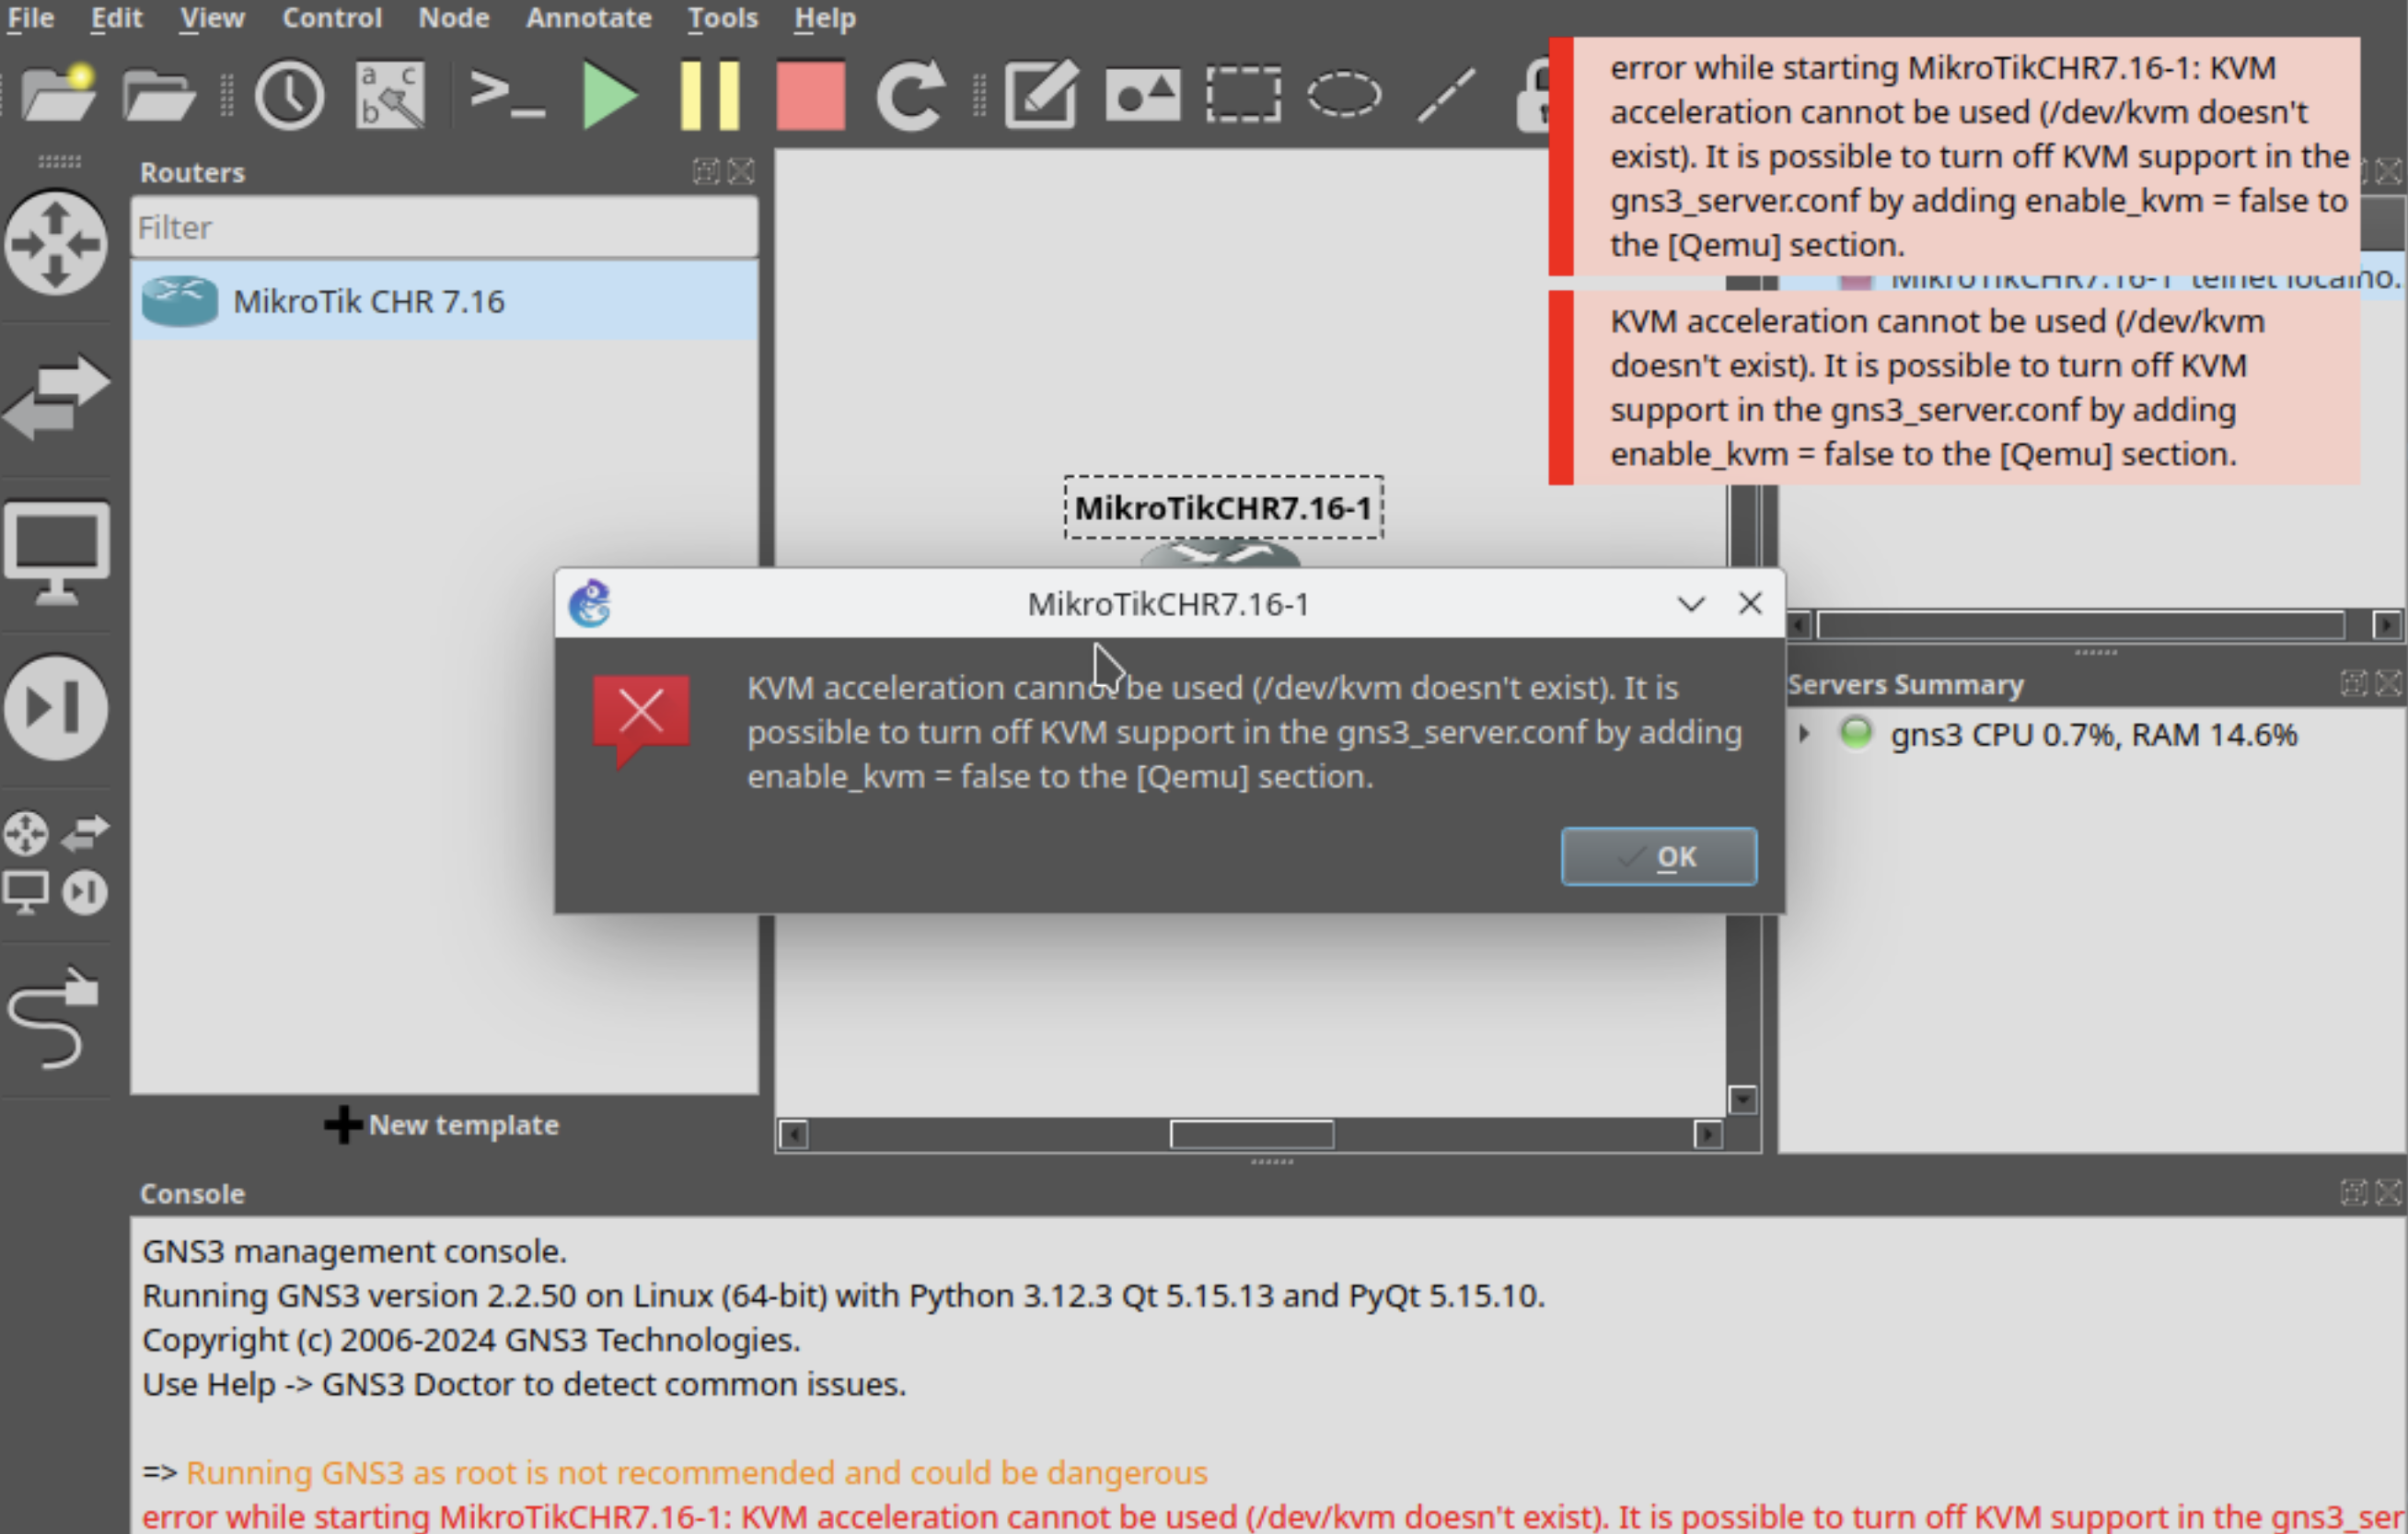 File Edit View Control Node Annotate Tools Help
error while starting MikroTikCHR7.16-1: KVM
acceleration cannot be used (/dev/kvm doesn't
exist). It is possible to turn off KVM support in the
gns3_server.conf by adding enable_kvm = false to
the [Qemu] section.
MikroTikCHR7.16-1 telnet localho.
KVM acceleration cannot be used (/dev/kvm
doesn't exist). It is possible to turn off KVM
support in the gns3_server.conf by adding
enable_kvm = false to the [Qemu] section.
a c
b
Routers
Filter
MikroTik CHR 7.16
MikroTikCHR7.16-1
MikroTikCHR7.16-1
KVM acceleration cannot be used (/dev/kvm doesn't exist). It is
possible to turn off KVM support in the gns3_server.conf by adding
enable_kvm = false to the [Qemu] section.
OK
Servers Summary
gns3 CPU 0.7%, RAM 14.6%
New template
Console
GNS3 management console.
Running GNS3 version 2.2.50 on Linux (64-bit) with Python 3.12.3 Qt 5.15.13 and PyQt 5.15.10.
Copyright (c) 2006-2024 GNS3 Technologies.
Use Help -> GNS3 Doctor to detect common issues.
=> Running GNS3 as root is not recommended and could be dangerous
error while starting MikroTikCHR7.16-1: KVM acceleration cannot be used (/dev/kvm doesn't exist). It is possible to turn off KVM support in the gns3_ser